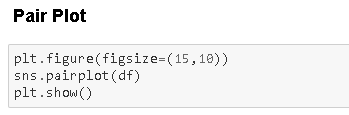 Pair Plot
plt.figure(figsize=(15,10))
sns.pairplot(df)
plt.show()